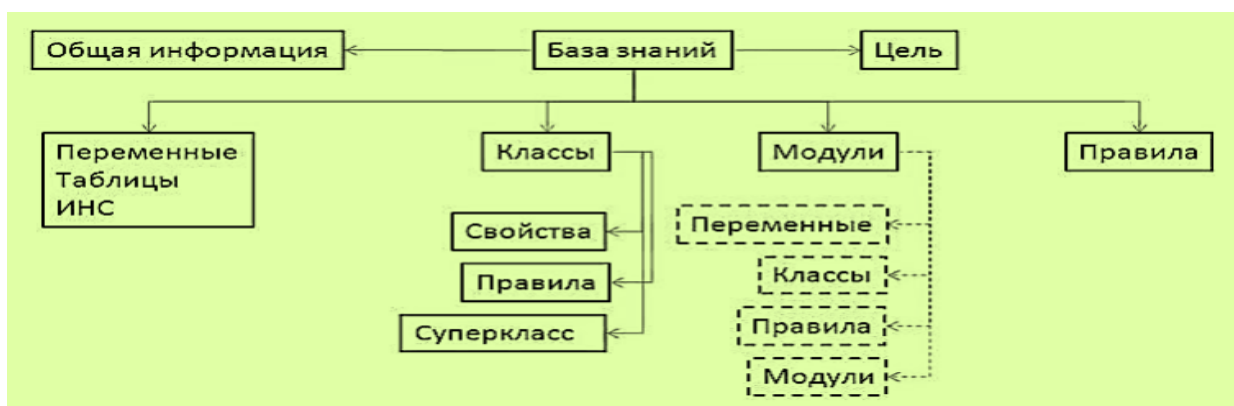 Общая информация
База знаний
Цель
Переменные
Таблицы
ИНС
Классы
Модули
Правила
Свойства
Правила
Суперкласс
Переменные
Классы
Правила
Модули